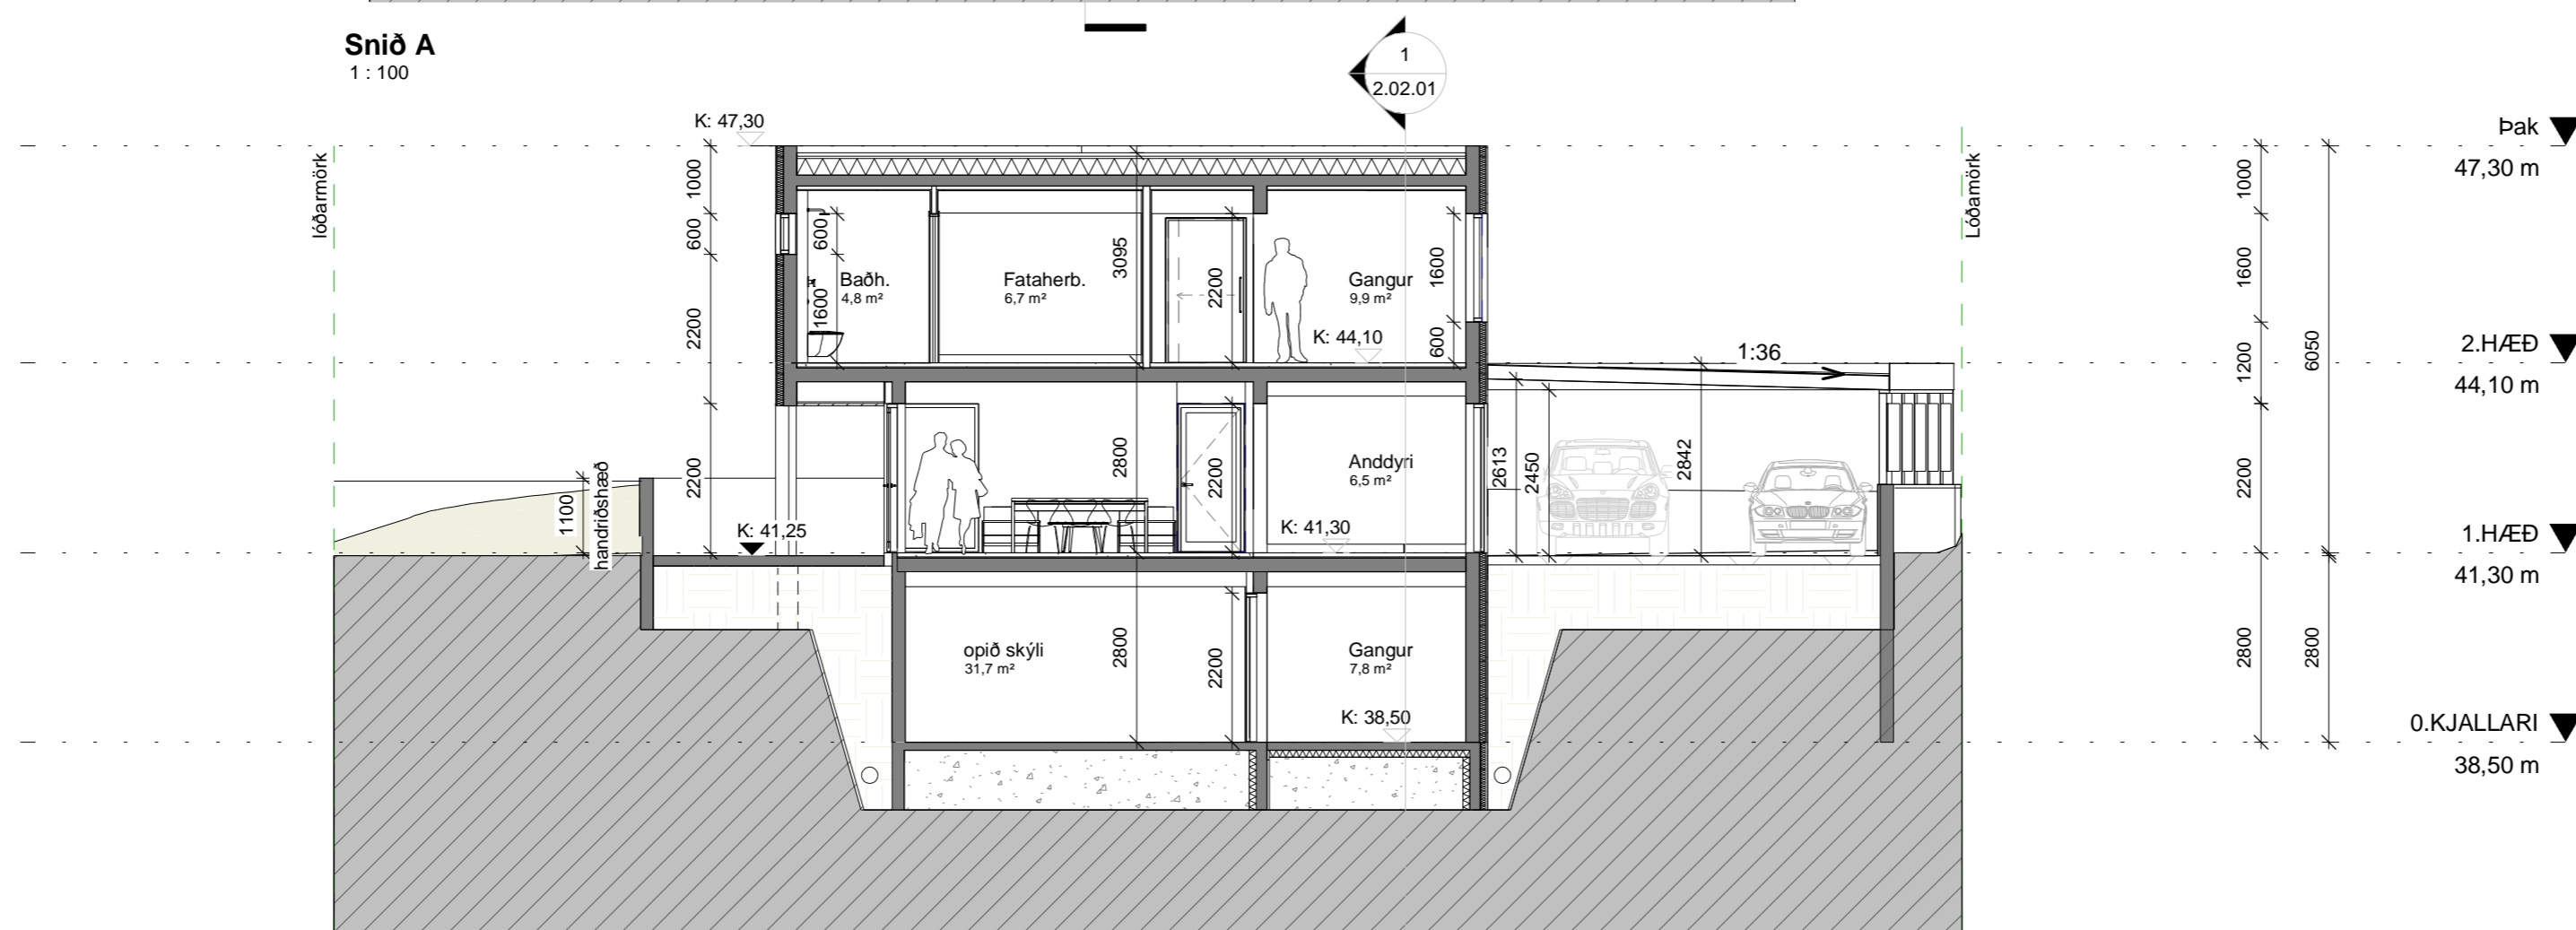 Snið A
1 : 100
1
2.02.01
K: 47,30
Þak
47,30 m
lóðarmörk
Lóðamörk
1000
600
2200
2200
600
1600
Baðh.
4,8 m²
Fataherb.
6,7 m²
3095
2200
Gangur
9,9 m²
1600
600
K: 44,10
1:36
1000
1600
1200
2200
2800
6050
2800
2.HÆÐ
44,10 m
1100
handriðshæð
K: 41,25
2800
2200
Anddyri
6,5 m²
K: 41,30
2613
2450
2842
1.HÆÐ
41,30 m
opið skýli
31,7 m²
2800
2200
Gangur
7,8 m²
K: 38,50
0.KJALLARI
38,50 m